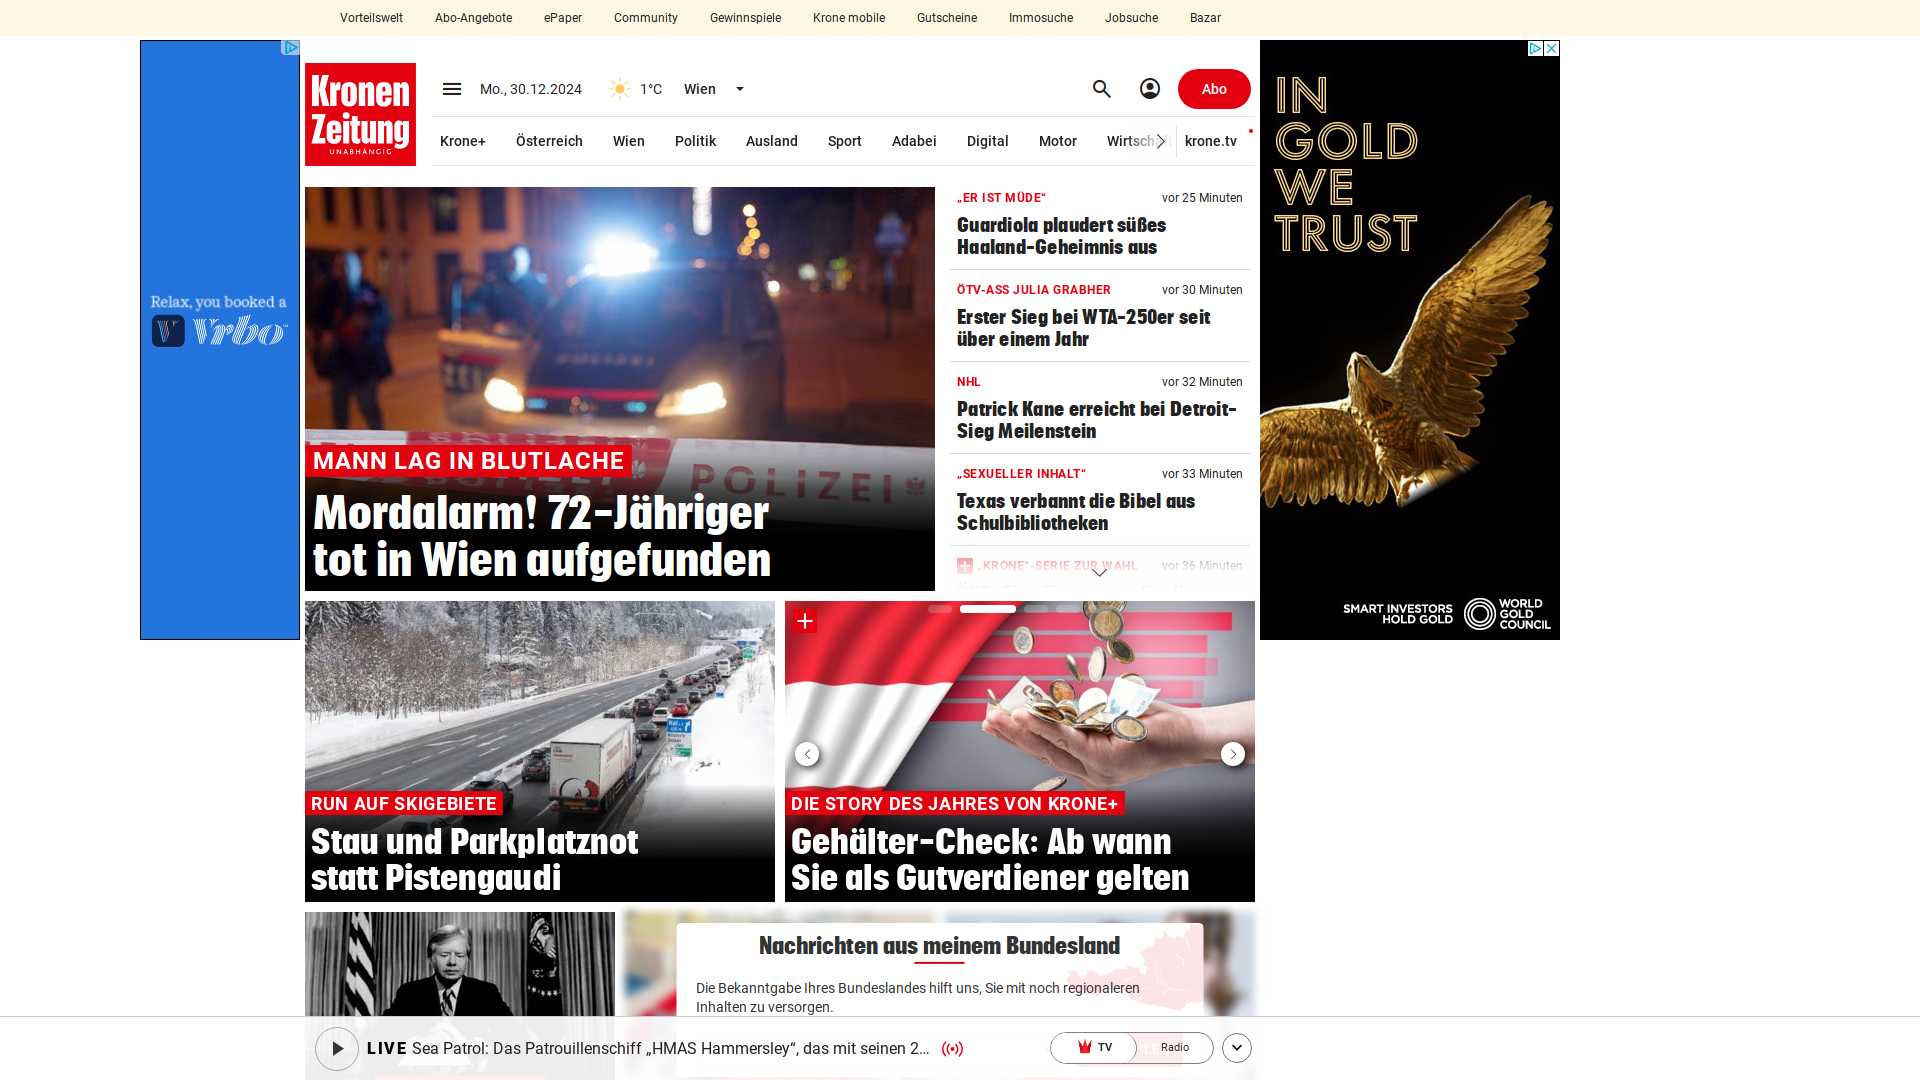 Vorteilswelt
Abo-Angebote
ePaper
Community
Gewinnspiele
Krone mobile
Gutscheine
Immosuche
Jobsuche
Bazar
Relax, you booked a
Vrbo
Kronen
Zeitung
UNABHÄNGIG
Mo., 30.12.2024
1°C
Wien
Abo
Krone+
Österreich
Wien
Politik
Ausland
Sport
Adabei
Digital
Motor
krone.tv
POLIZEI
MANN LAG IN BLUTLACHE
Mordalarm! 72-Jähriger
tot in Wien aufgefunden
„ER IST MÜDE“
vor 25 Minuten
Guardiola plaudert süßes
Haaland-Geheimnis aus
ÖTV-ASS JULIA GRABHER
vor 30 Minuten
Erster Sieg bei WTA-250er seit
über einem Jahr
NHL
vor 32 Minuten
Patrick Kane erreicht bei Detroit-
Sieg Meilenstein
„SEXUELLER INHALT“
vor 33 Minuten
Texas verbannt die Bibel aus
Schulbibliotheken
„KRONE“-SERIE ZUR WAHL
vor 36 Minuten
IN
GOLD
WE
TRUST
SMART INVESTORS
HOLD GOLD
WORLD
GOLD
COUNCIL
RUN AUF SKIGEBIETE
Stau und Parkplatznot
statt Pistengaudi
DIE STORY DES JAHRES VON KRONE+
Gehälter-Check: Ab wann
Sie als Gutverdiener gelten
Nachrichten aus meinem Bundesland
Die Bekanntgabe Ihres Bundeslandes hilft uns, Sie mit noch regionaleren
Inhalten zu versorgen.
LIVE Sea Patrol: Das Patrouillenschiff „HMAS Hammersley“, das mit seinen 2...
TV
Radio